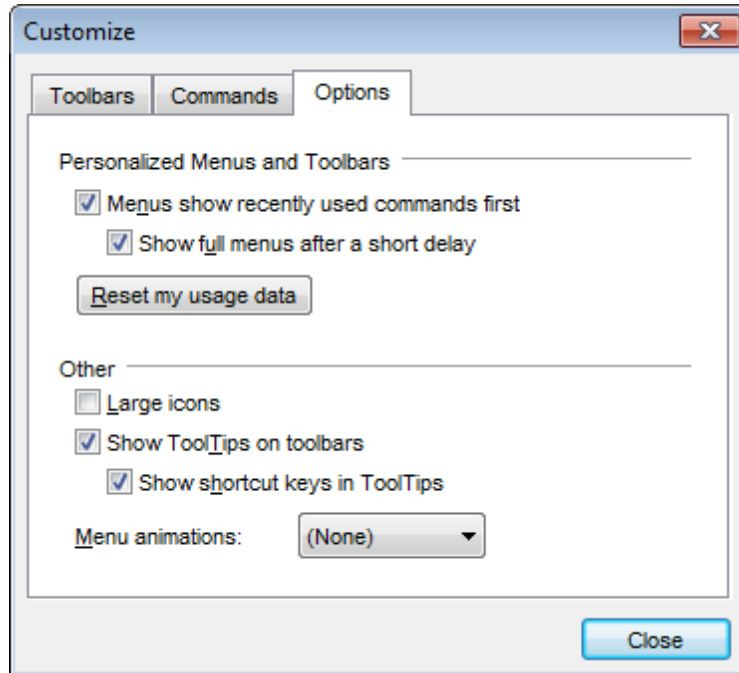 Customize
Toolbars Commands Options
Personalized Menus and Toolbars
Menus show recently used commands first
Show full menus after a short delay
Reset my usage data
Other
Large icons
Show ToolTips on toolbars
Show shortcut keys in ToolTips
Menu animations: (None)
Close